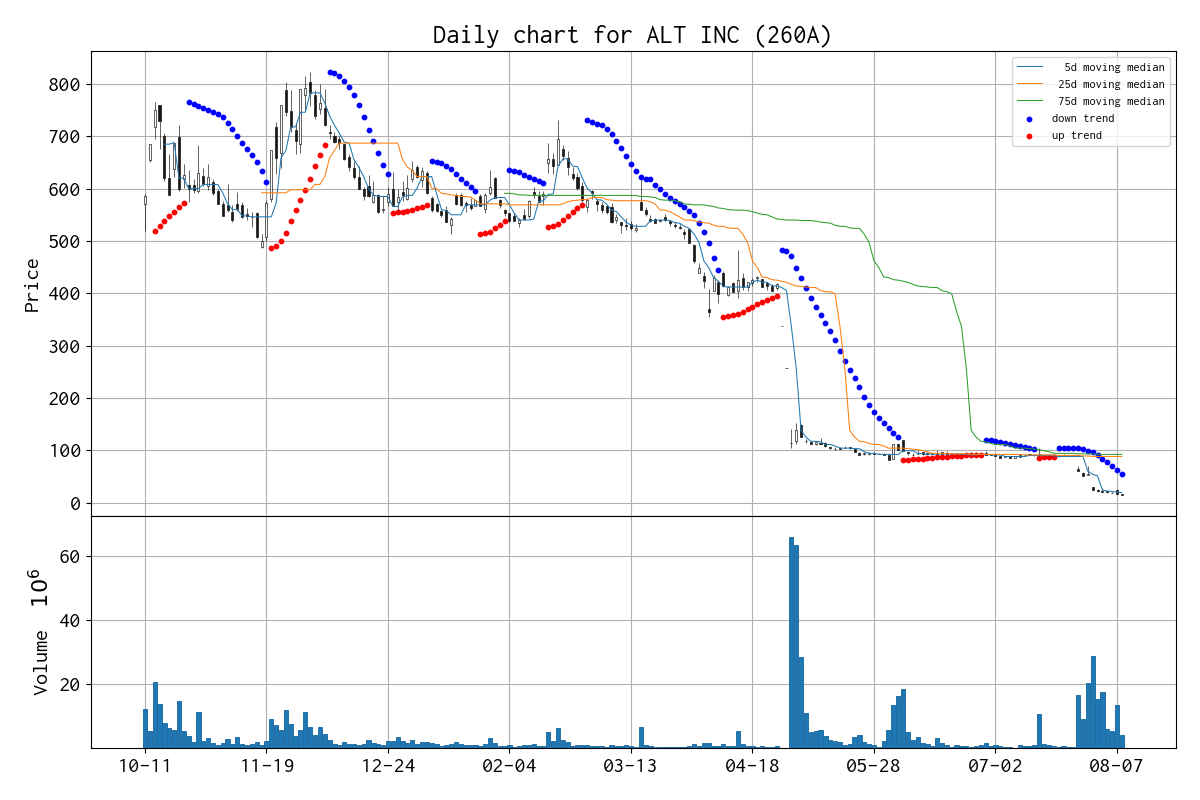 Daily chart for ALT INC (260A)
5d moving median
25d moving median
75d moving median
down trend
up trend
Price
800
700
600
500
400
300
200
100
0
Volume 10^6
60
40
20
10-11 11-19 12-24 02-04 03-13 04-18 05-28 07-02 08-07